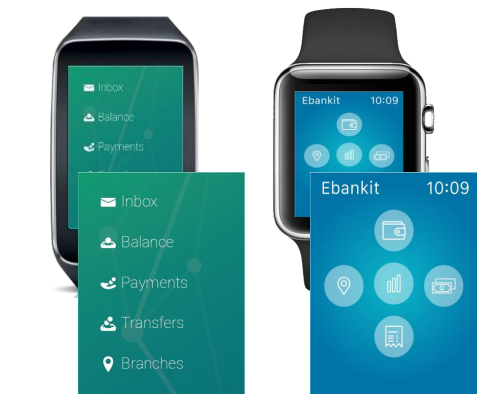 Inbox
Balance
Payments
Ebankit 10:09
Inbox
Balance
Payments
Transfers
Branches
Ebankit 10:09